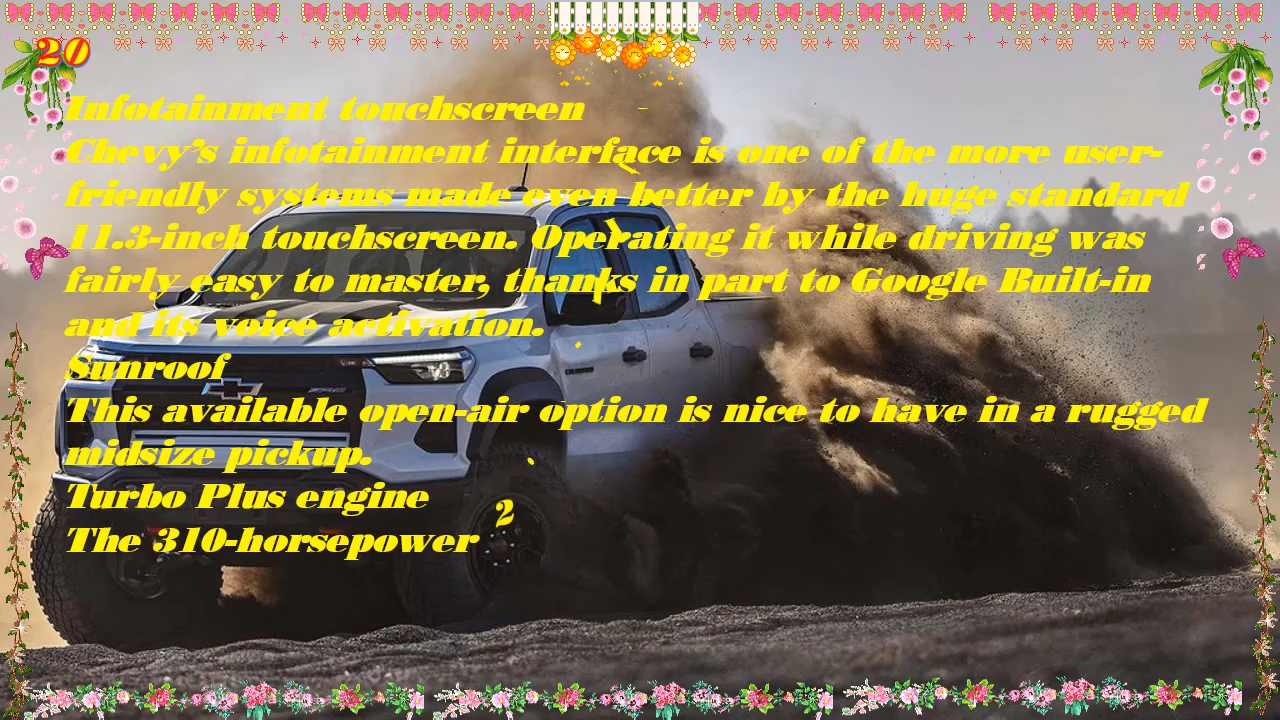 20
Infotainment touchscreen
Chevy's infotainment interface is one of the more user-
friendly systems made even better by the huge standard
11.3-inch touchscreen. Operating it while driving was
fairly easy to master, thanks in part to Google Built-in
and its voice activation.
Sunroof
This available open-air option is nice to have in a rugged
midsize pickup.
Turbo Plus engine
2
The 310-horsepower